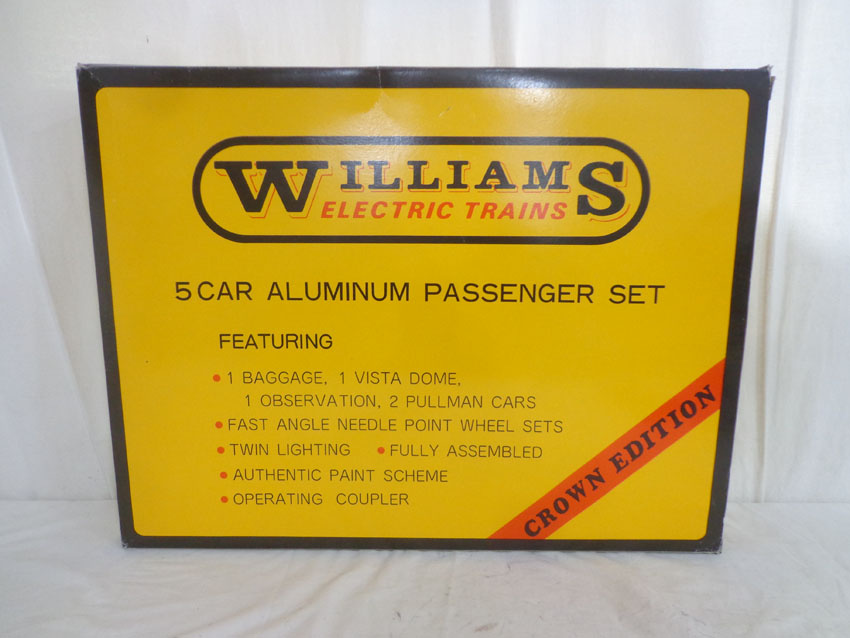 WILLIAMS
ELECTRIC TRAINS
5 CAR ALUMINUM PASSENGER SET
FEATURING
• 1 BAGGAGE, 1 VISTA DOME,
1 OBSERVATION, 2 PULLMAN CARS
• FAST ANGLE NEEDLE POINT WHEEL SETS
• TWIN LIGHTING • FULLY ASSEMBLED
• AUTHENTIC PAINT SCHEME
• OPERATING COUPLER
CROWN EDITION